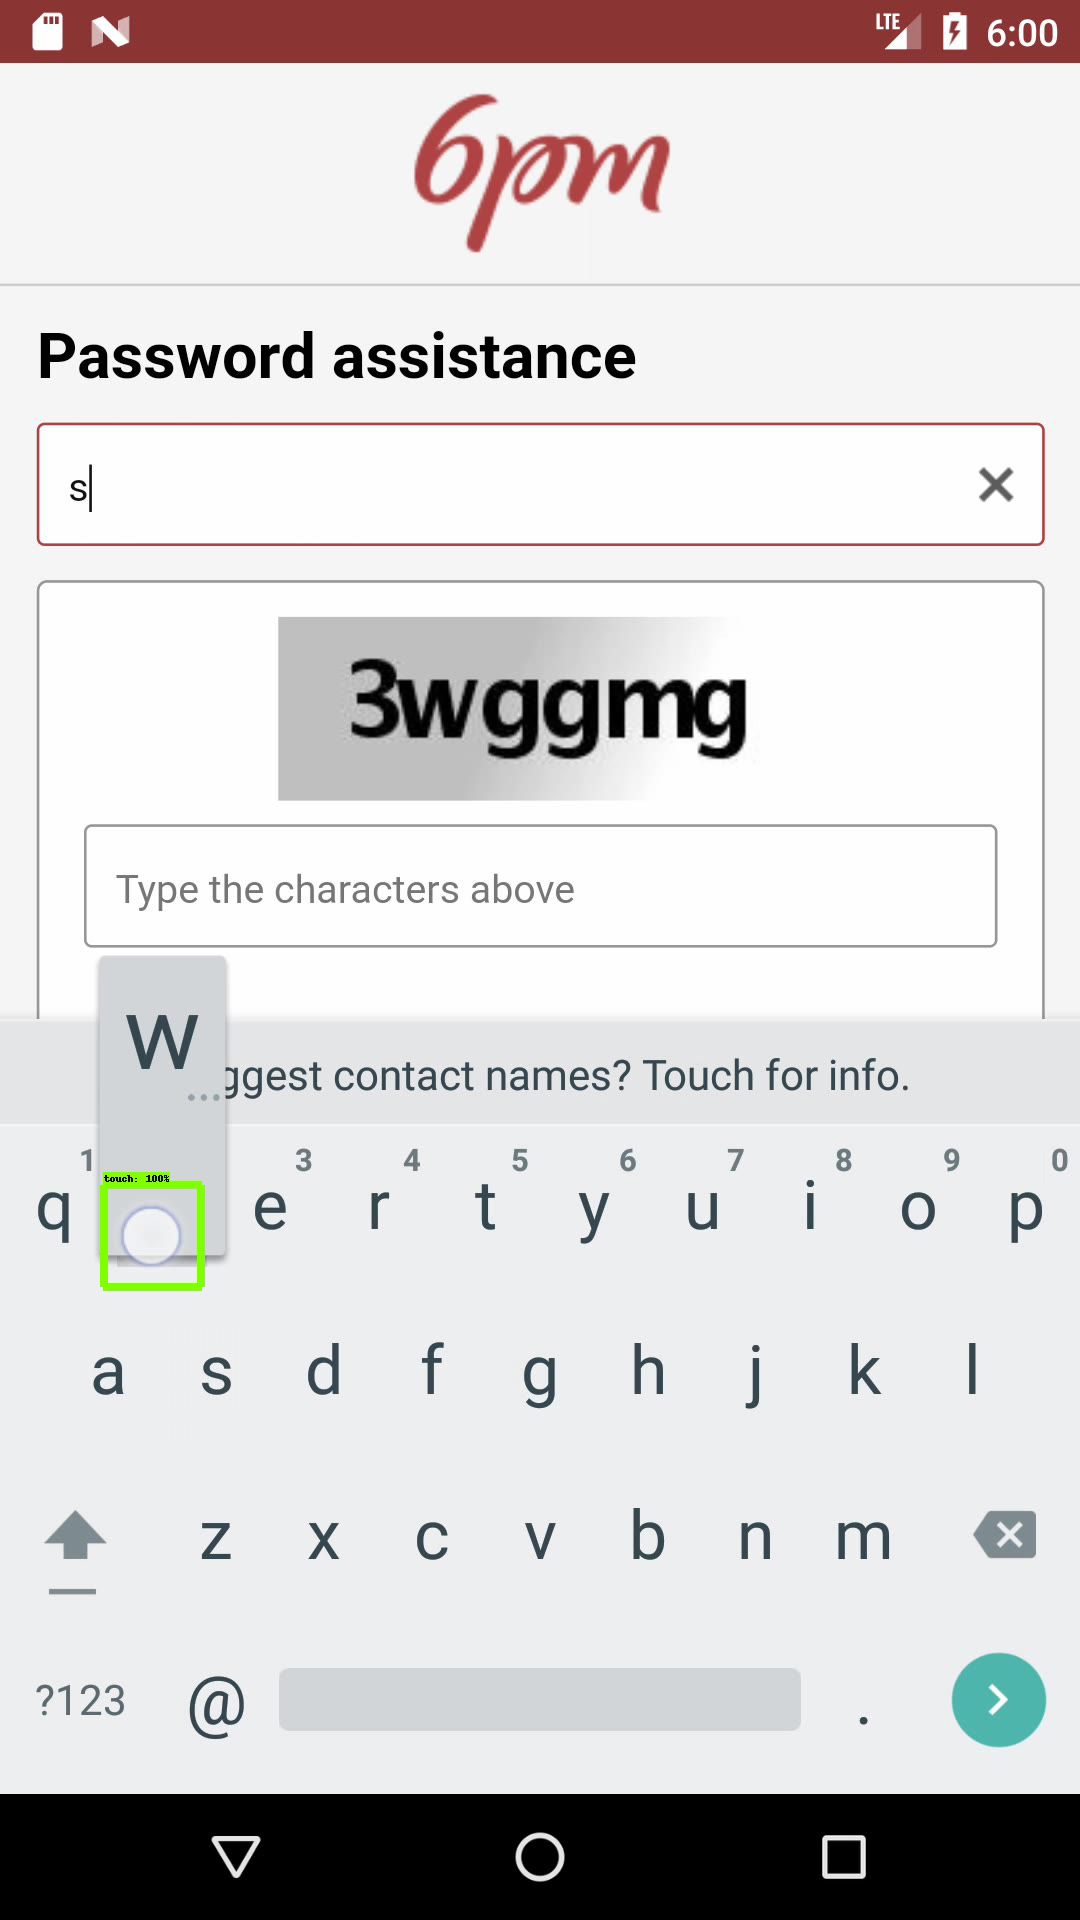 LTE 6:00
6pm
Password assistance
s
3wggmg
Type the characters above
w
ggest contact names? Touch for info.
touch: 100%
1 3 4 5 6 7 8 9 0
q e r t y u i o p
a s d f g h j k l
z x c v b n m
?123 @ .